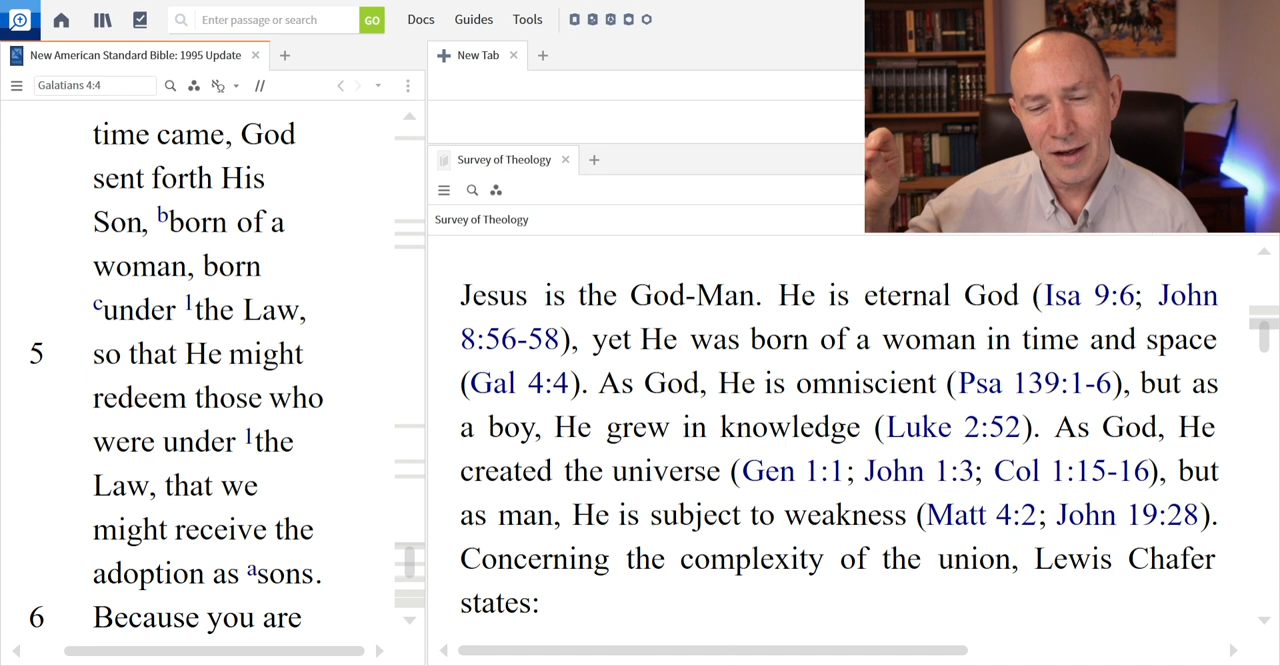 Enter passage or search GO Docs Guides Tools
New American Standard Bible: 1995 Update
New Tab
Galatians 4:4
time came, God
sent forth His
Son, bborn of a
woman, born
cunder lthe Law,
5 so that He might
redeem those who
were under lthe
Law, that we
might receive the
adoption as asons.
6 Because you are
Survey of Theology
Survey of Theology
Jesus is the God-Man. He is eternal God (Isa 9:6; John
8:56-58), yet He was born of a woman in time and space
(Gal 4:4). As God, He is omniscient (Psa 139:1-6), but as
a boy, He grew in knowledge (Luke 2:52). As God, He
created the universe (Gen 1:1; John 1:3; Col 1:15-16), but
as man, He is subject to weakness (Matt 4:2; John 19:28).
Concerning the complexity of the union, Lewis Chafer
states: